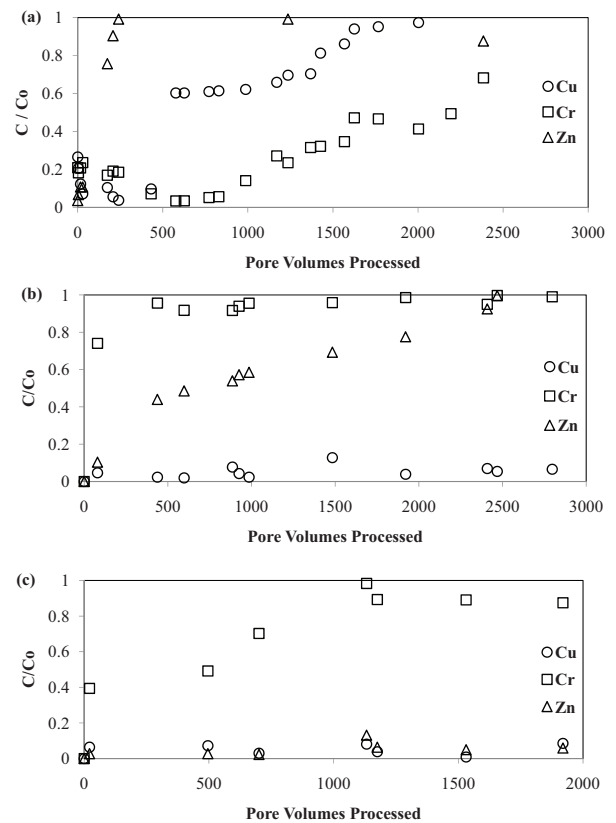 (a)
1
0.8
0.6
0.4
0.2
0
C / Co
Cu
Cr
Zn
0 500 1000 1500 2000 2500 3000
Pore Volumes Processed
(b)
1
0.8
0.6
0.4
0.2
0
C/Co
Cu
Cr
Zn
0 500 1000 1500 2000 2500 3000
Pore Volumes Processed
(c)
1
0.8
0.6
0.4
0.2
0
C/Co
Cu
Cr
Zn
0 500 1000 1500 2000
Pore Volumes Processed